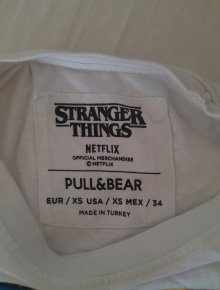 STRANGER
THINGS
NETFLIX
OFFICIAL MERCHANDISE
©NETFLIX
PULL&BEAR
EUR / XS USA / XS MEX / 34
MADE IN TURKEY